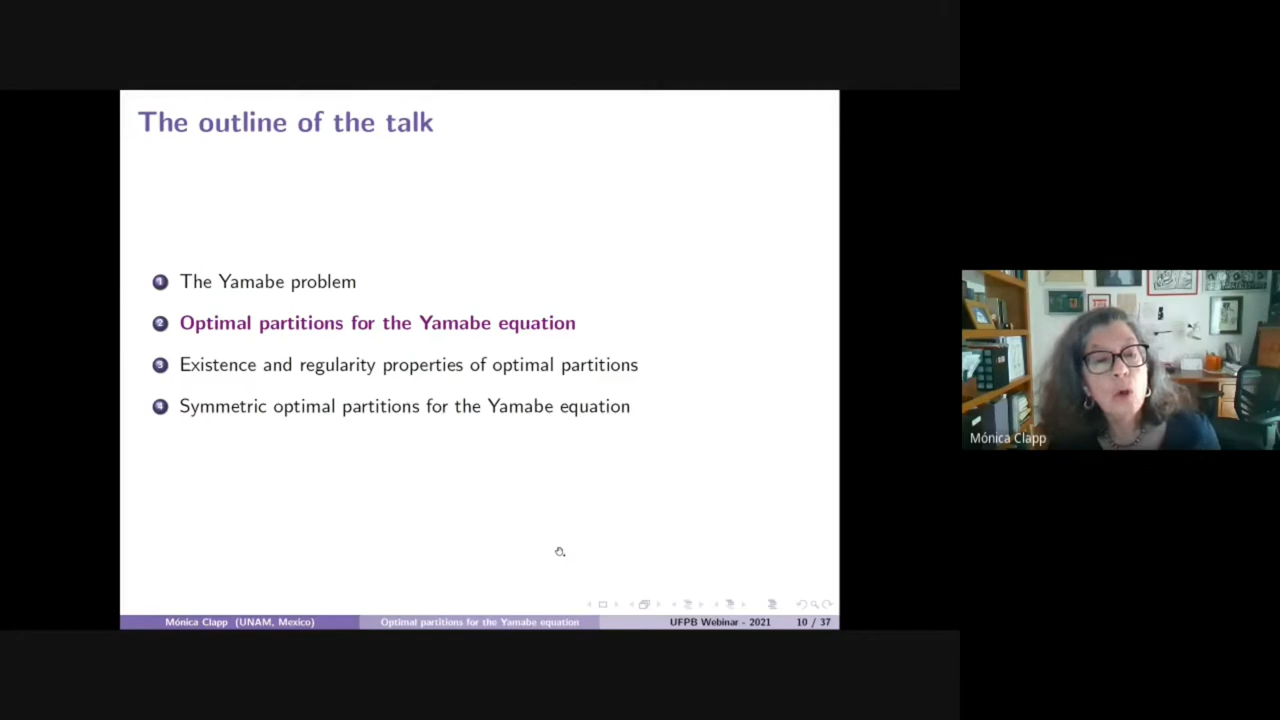 The outline of the talk
1 The Yamabe problem
2 Optimal partitions for the Yamabe equation
3 Existence and regularity properties of optimal partitions
4 Symmetric optimal partitions for the Yamabe equation
Mónica Clapp
Mónica Clapp (UNAM, Mexico) Optimal partitions for the Yamabe equation UFPB Webinar - 2021 10 / 37